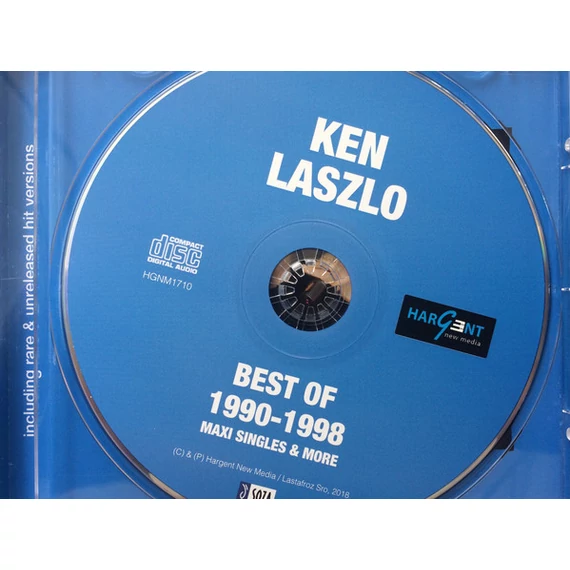 including rare & unreleased hit versions
KEN
LASZLO
COMPACT
disc
DIGITAL AUDIO
HGNM1710
HARGENT
new media
BEST OF
1990-1998
MAXI SINGLES & MORE
(C) & (P) Hargent New Media / Lastafroz Sro, 2018
SOZA